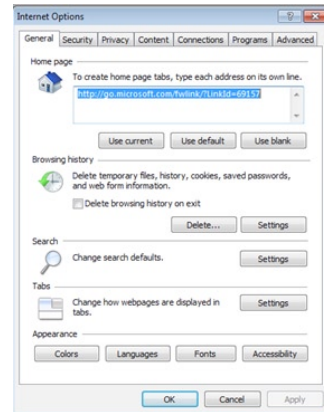 Internet Options
General Security Privacy Content Connections Programs Advanced
Home page
To create home page tabs, type each address on its own line.
http://go.microsoft.com/fwlink/?LinkId=69157
Use current Use default Use blank
Browsing history
Delete temporary files, history, cookies, saved passwords,
and web form information.
Delete browsing history on exit
Delete... Settings
Search
Change search defaults. Settings
Tabs
Change how webpages are displayed in
tabs. Settings
Appearance
Colors Languages Fonts Accessibility
OK Cancel Apply